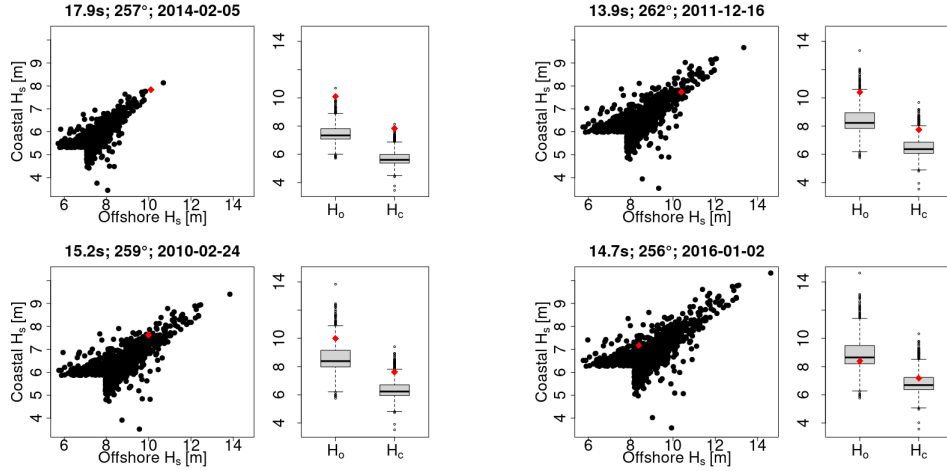 17.9s; 257°; 2014-02-05
Coastal Hs [m]
4 5 6 7 8 9
6 8 10 12 14
Offshore Hs [m]
4 6 8 10 14
Ho Hc
13.9s; 262°; 2011-12-16
Coastal Hs [m]
4 5 6 7 8 9
6 8 10 12 14
Offshore Hs [m]
4 6 8 10 14
Ho Hc
15.2s; 259°; 2010-02-24
Coastal Hs [m]
4 5 6 7 8 9
6 8 10 12 14
Offshore Hs [m]
4 6 8 10 14
Ho Hc
14.7s; 256°; 2016-01-02
Coastal Hs [m]
4 5 6 7 8 9
6 8 10 12 14
Offshore Hs [m]
4 6 8 10 14
Ho Hc